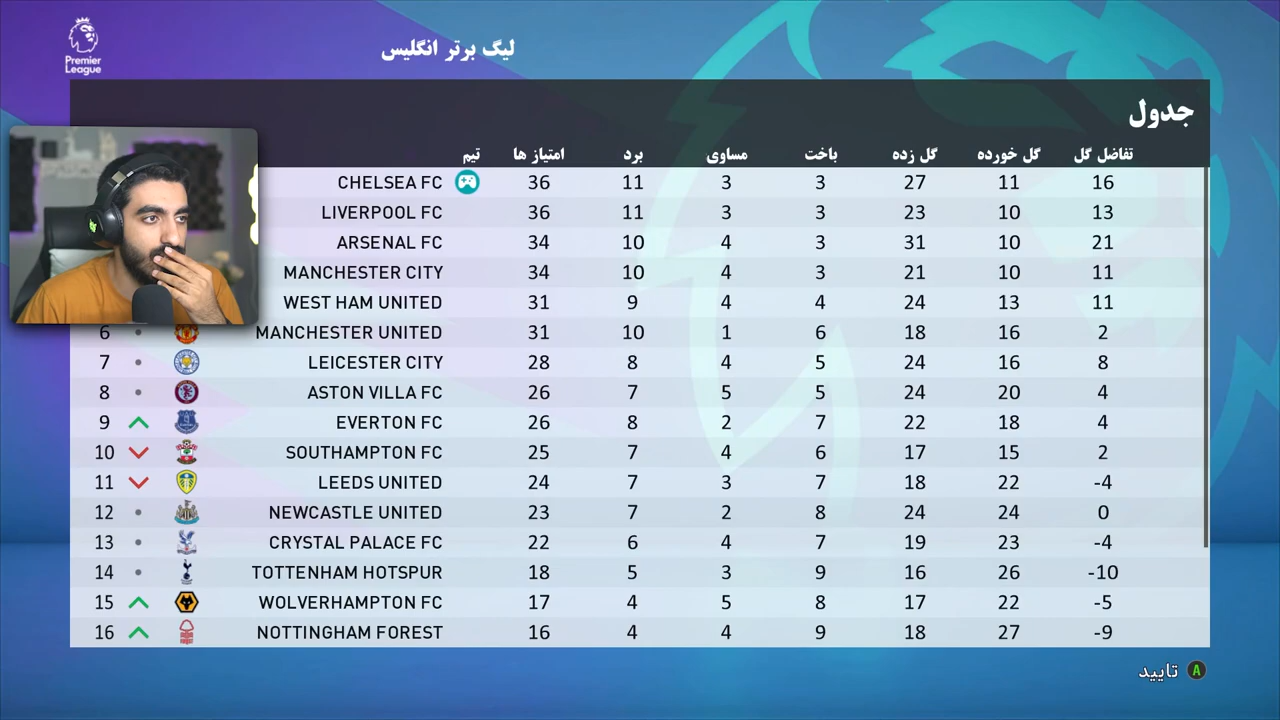 Premier
League
لیگ برتر انگلیس
جدول
تیم امتیاز ها برد مساوی باخت گل زده گل خورده تفاضل گل
CHELSEA FC 36 11 3 3 27 11 16
LIVERPOOL FC 36 11 3 3 23 10 13
ARSENAL FC 34 10 4 3 31 10 21
MANCHESTER CITY 34 10 4 3 21 10 11
WEST HAM UNITED 31 9 4 4 24 13 11
6 MANCHESTER UNITED 31 10 1 6 18 16 2
7 LEICESTER CITY 28 8 4 5 24 16 8
8 ASTON VILLA FC 26 7 5 5 24 20 4
9 EVERTON FC 26 8 2 7 22 18 4
10 SOUTHAMPTON FC 25 7 4 6 17 15 2
11 LEEDS UNITED 24 7 3 7 18 22 -4
12 NEWCASTLE UNITED 23 7 2 8 24 24 0
13 CRYSTAL PALACE FC 22 6 4 7 19 23 -4
14 TOTTENHAM HOTSPUR 18 5 3 9 16 26 -10
15 WOLVERHAMPTON FC 17 4 5 8 17 22 -5
16 NOTTINGHAM FOREST 16 4 4 9 18 27 -9
تایید A